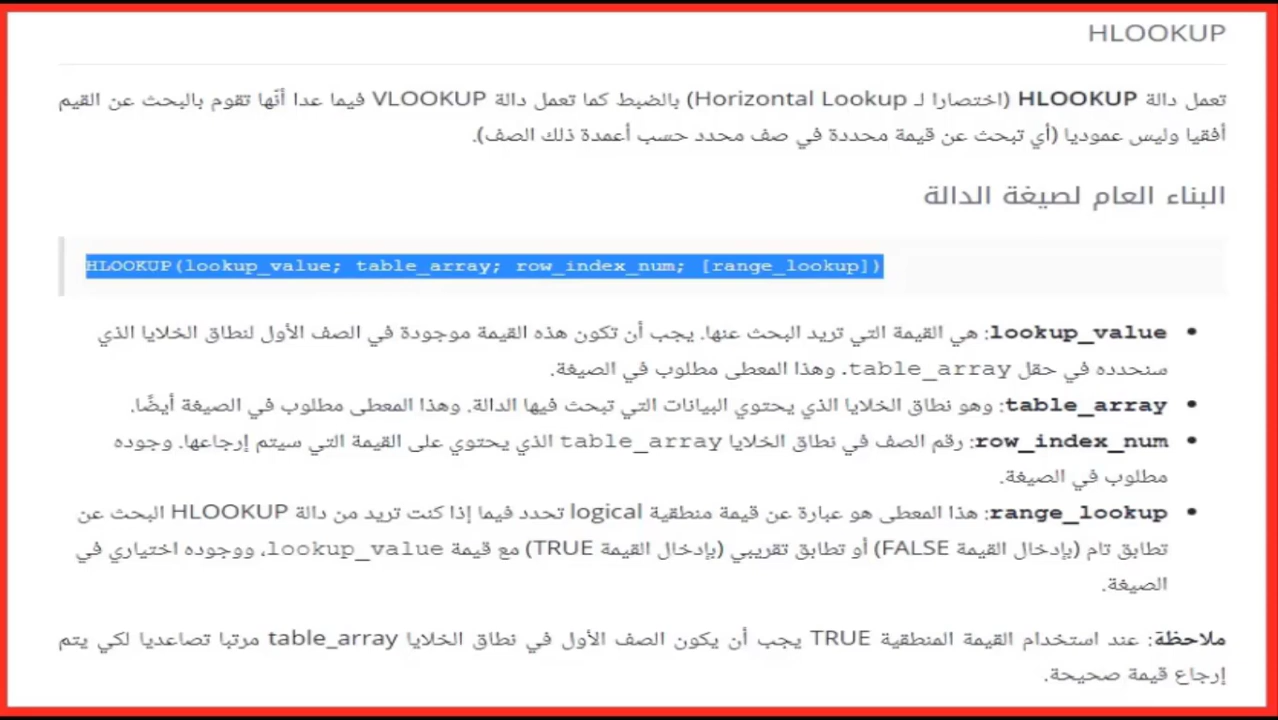 HLOOKUP
تعمل دالة HLOOKUP (اختصارا لـ Horizontal Lookup) بالضبط كما تعمل دالة VLOOKUP فيما عدا أنّها تقوم بالبحث عن القيم
أفقيا وليس عموديا (أي تبحث عن قيمة محددة في صف محدد حسب أعمدة ذلك الصف).
البناء العام لصيغة الدالة
HLOOKUP(lookup_value; table_array; row_index_num; [range_lookup])
• lookup_value: هي القيمة التي تريد البحث عنها. يجب أن تكون هذه القيمة موجودة في الصف الأول لنطاق الخلايا الذي
سنحدده في حقل table_array. وهذا المعطى مطلوب في الصيغة.
• table_array: وهو نطاق الخلايا الذي يحتوي البيانات التي تبحث فيها الدالة. وهذا المعطى مطلوب في الصيغة أيضًا.
• row_index_num: رقم الصف في نطاق الخلايا table_array الذي يحتوي على القيمة التي سيتم إرجاعها. وجوده
مطلوب في الصيغة.
• range_lookup: هذا المعطى هو عبارة عن قيمة منطقية logical تحدد فيما إذا كنت تريد من دالة HLOOKUP البحث عن
تطابق تام (بإدخال القيمة FALSE) أو تطابق تقريبي (بإدخال القيمة TRUE) مع قيمة lookup_value، ووجوده اختياري في
الصيغة.
ملاحظة: عند استخدام القيمة المنطقية TRUE يجب أن يكون الصف الأول في نطاق الخلايا table_array مرتبا تصاعديا لكي يتم
إرجاع قيمة صحيحة.